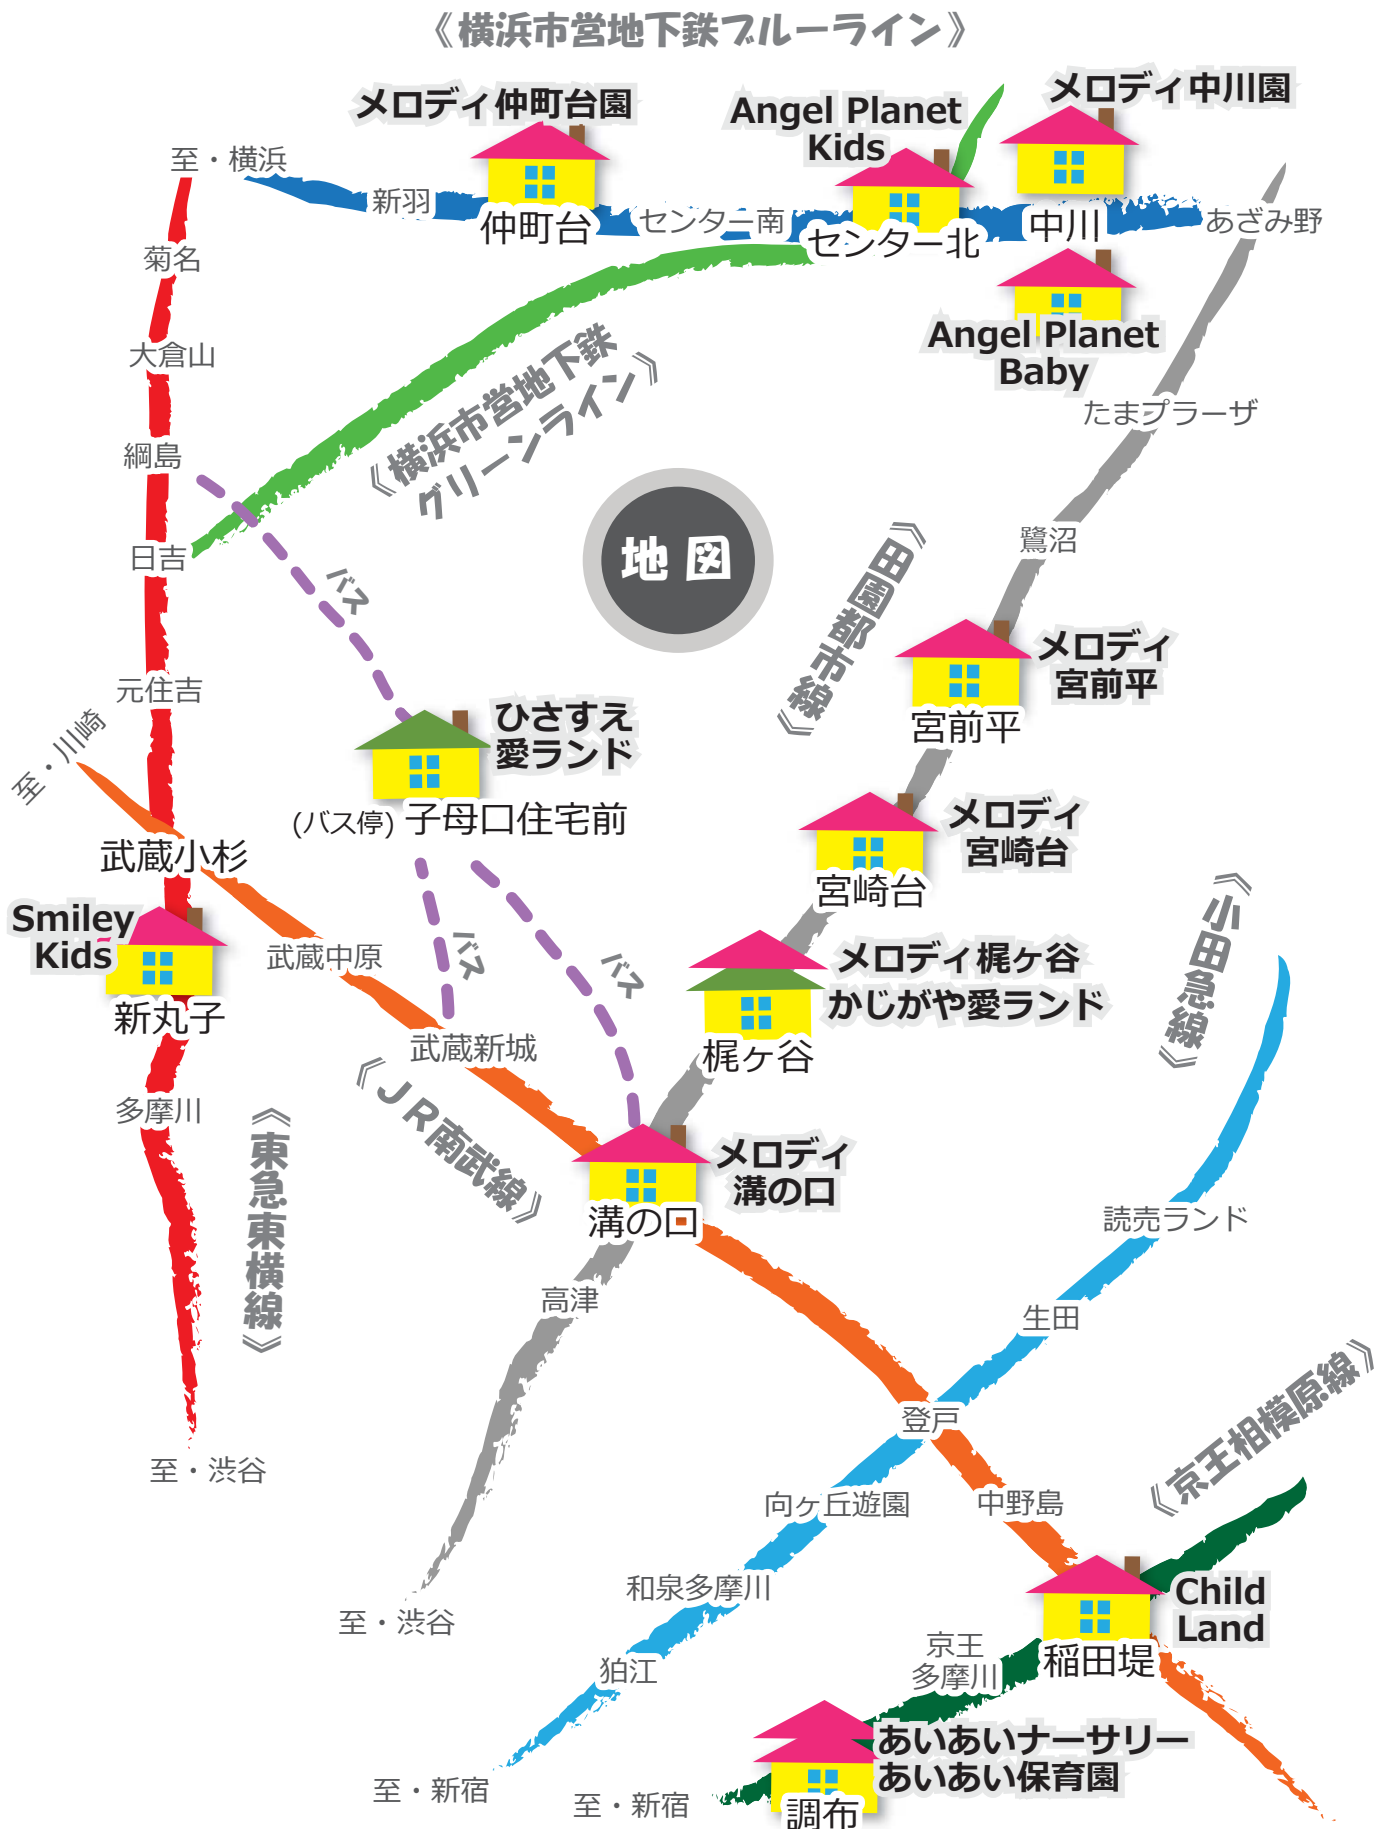 《横浜市営地下鉄ブルーライン》
メロディ仲町台園
Angel Planet
Kids
メロディ中川園
至・横浜
新羽
仲町台
センター南
センター北
中川
あざみ野
菊名
大倉山
Angel Planet
Baby
《横浜市営地下鉄
グリーンライン》
たまプラーザ
綱島
日吉
バス
地図
鷺沼
《田園都市線》
元住吉
至・川崎
ひさすえ
愛ランド
(バス停)子母口住宅前
メロディ
宮前平
宮前平
武蔵小杉
メロディ
宮崎台
宮崎台
Smiley
Kids
新丸子
武蔵中原
バス
バス
メロディ梶ヶ谷
かじがや愛ランド
梶ヶ谷
《小田急線》
武蔵新城
《JR南武線》
多摩川
《東急東横線》
メロディ
溝の口
溝の口
読売ランド
高津
生田
登戸
《京王相模原線》
至・渋谷
向ヶ丘遊園
中野島
和泉多摩川
至・渋谷
Child
Land
稲田堤
京王
多摩川
狛江
あいあいナーサリー
あいあい保育園
至・新宿
至・新宿
調布